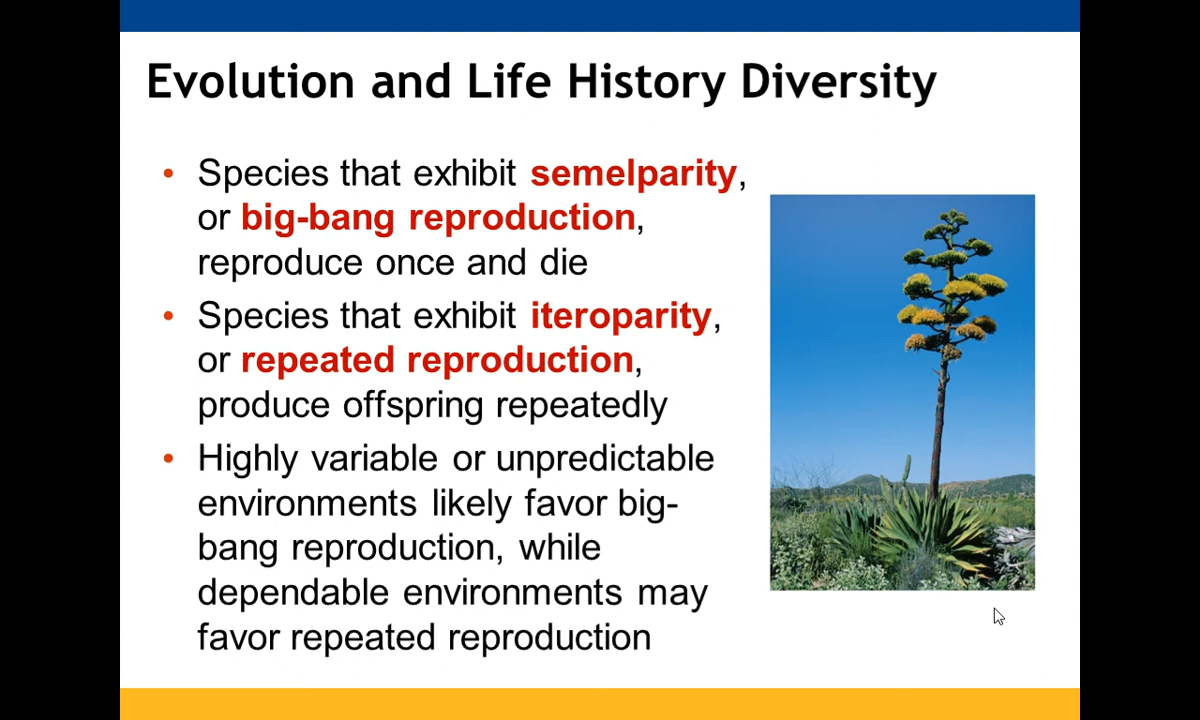 Evolution and Life History Diversity
• Species that exhibit semelparity,
or big-bang reproduction,
reproduce once and die
• Species that exhibit iteroparity,
or repeated reproduction,
produce offspring repeatedly
• Highly variable or unpredictable
environments likely favor big-
bang reproduction, while
dependable environments may
favor repeated reproduction